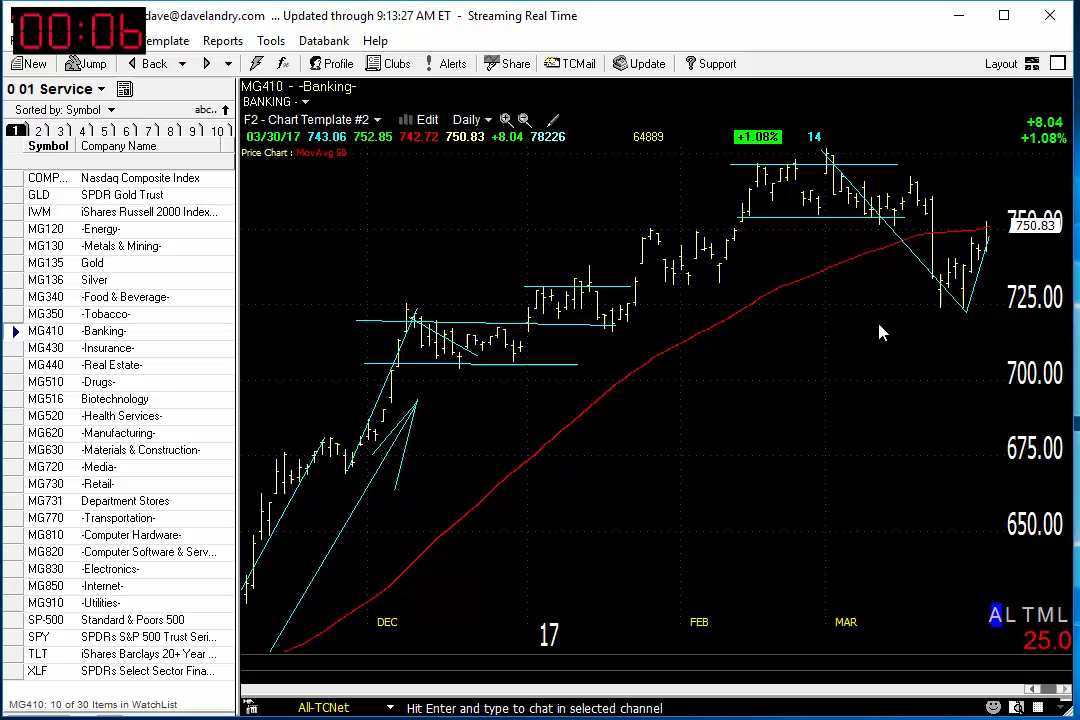 00:06
dave@davelandry.com ... Updated through 9:13:27 AM ET - Streaming Real Time
emplate Reports Tools Databank Help
New Jump Back Profile Clubs Alerts Share TCMail Update Support Layout
0 01 Service
Sorted by: Symbol abc..
1 2 3 4 5 6 7 8 9 10
Symbol Company Name
COMP... Nasdaq Composite Index
GLD SPDR Gold Trust
IWM iShares Russell 2000 Index...
MG120 -Energy-
MG130 -Metals & Mining-
MG135 Gold
MG136 Silver
MG340 -Food & Beverage-
MG350 -Tobacco-
MG410 -Banking-
MG430 -Insurance-
MG440 -Real Estate-
MG510 -Drugs-
MG516 Biotechnology
MG520 -Health Services-
MG620 -Manufacturing-
MG630 -Materials & Construction-
MG720 -Media-
MG730 -Retail-
MG731 Department Stores
MG770 -Transportation-
MG810 -Computer Hardware-
MG820 -Computer Software & Serv...
MG830 -Electronics-
MG850 -Internet-
MG910 -Utilities-
SP-500 Standard & Poors 500
SPY SPDRs S&P 500 Trust Seri...
TLT iShares Barclays 20+ Year ...
XLF SPDRs Select Sector Fina...
MG410: 10 of 30 Items in WatchList
MG410 - -Banking-
BANKING -
F2 - Chart Template #2 Edit Daily
03/30/17 743.06 752.85 742.72 750.83 +8.04 78226 64889 +1.08% 14
+8.04
+1.08%
Price Chart : MovAvg 50
750.00
750.83
725.00
700.00
675.00
650.00
DEC 17 FEB MAR
A L T M L
25.0
All-TCNet Hit Enter and type to chat in selected channel